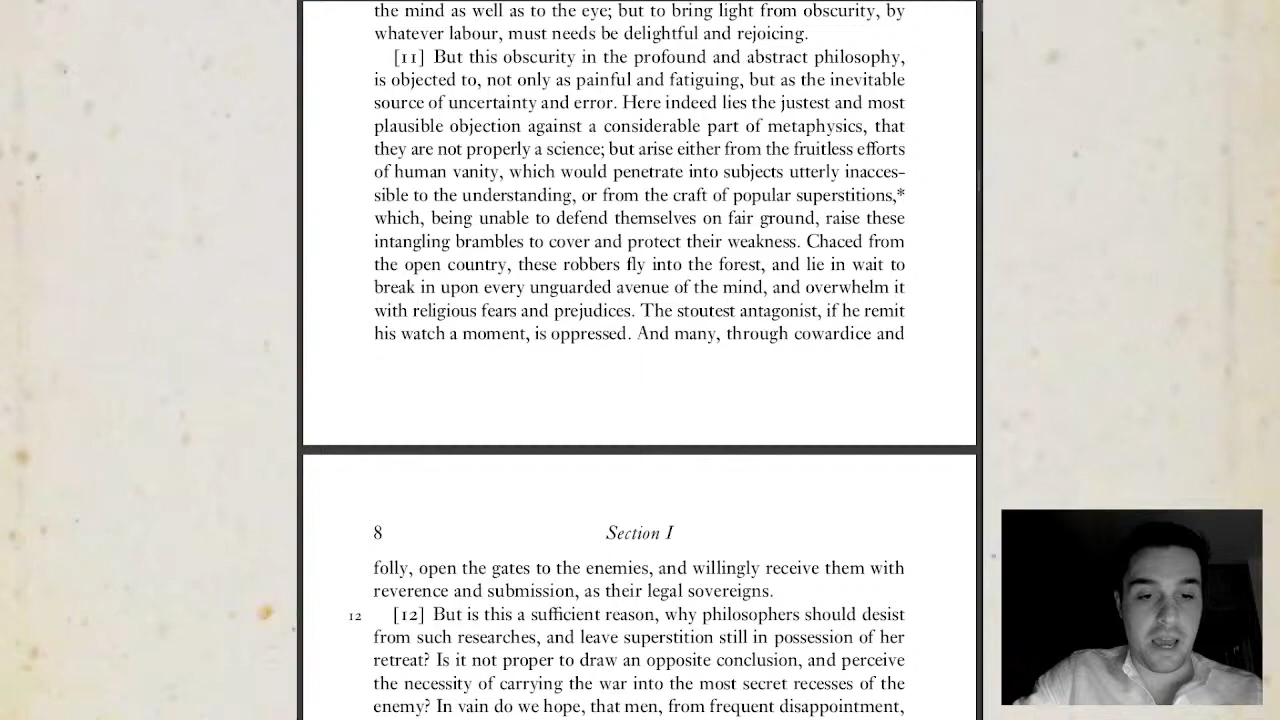 the mind as well as to the eye; but to bring light from obscurity, by
whatever labour, must needs be delightful and rejoicing.
[11] But this obscurity in the profound and abstract philosophy,
is objected to, not only as painful and fatiguing, but as the inevitable
source of uncertainty and error. Here indeed lies the justest and most
plausible objection against a considerable part of metaphysics, that
they are not properly a science; but arise either from the fruitless efforts
of human vanity, which would penetrate into subjects utterly inacces-
sible to the understanding, or from the craft of popular superstitions,*
which, being unable to defend themselves on fair ground, raise these
intangling brambles to cover and protect their weakness. Chaced from
the open country, these robbers fly into the forest, and lie in wait to
break in upon every unguarded avenue of the mind, and overwhelm it
with religious fears and prejudices. The stoutest antagonist, if he remit
his watch a moment, is oppressed. And many, through cowardice and
8 Section I
folly, open the gates to the enemies, and willingly receive them with
reverence and submission, as their legal sovereigns.
12 [12] But is this a sufficient reason, why philosophers should desist
from such researches, and leave superstition still in possession of her
retreat? Is it not proper to draw an opposite conclusion, and perceive
the necessity of carrying the war into the most secret recesses of the
enemy? In vain do we hope, that men, from frequent disappointment,